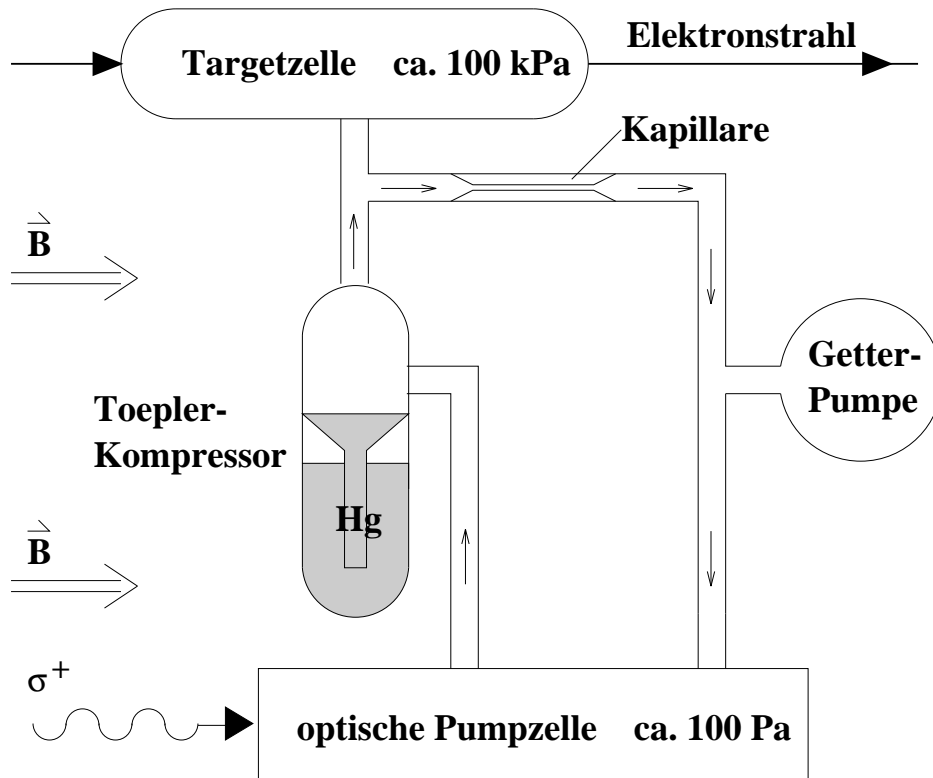 Elektronstrahl
Targetzelle ca. 100 kPa
Kapillare
B
Getter-
Pumpe
Toepler-
Kompressor
Hg
B
σ+
optische Pumpzelle ca. 100 Pa